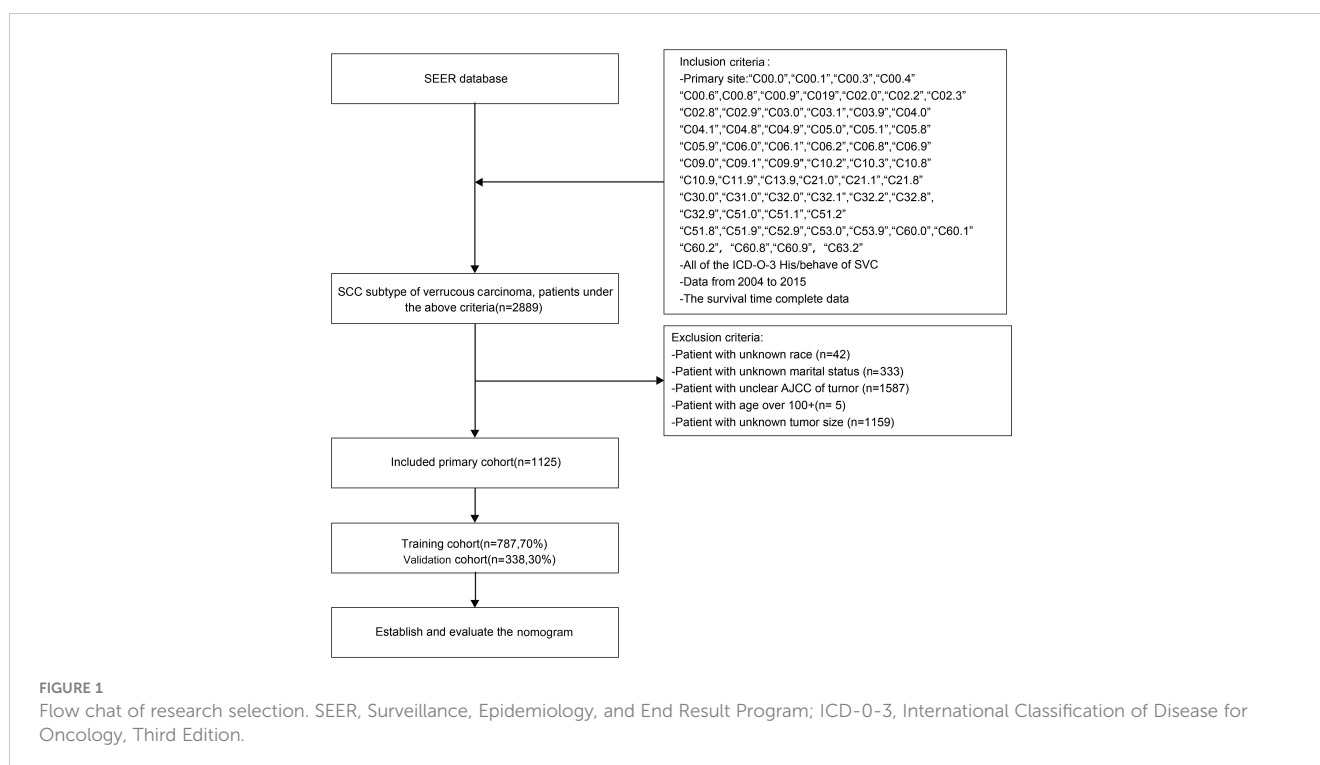 SEER database
Inclusion criteria :
-Primary site:“C00.0”,“C00.1”,“C00.3”,“C00.4”
“C00.6”,C00.8”,“C00.9”,“C019”,“C02.0”,“C02.2”,“C02.3”
“C02.8”,“C02.9”,“C03.0”,“C03.1”,“C03.9”,“C04.0”
“C04.1”,“C04.8”,“C04.9”,“C05.0”,“C05.1”,“C05.8”
“C05.9”,“C06.0”,“C06.1”,“C06.2”,“C06.8",“C06.9”
“C09.0”,“C09.1”,“C09.9",“C10.2”,“C10.3”,“C10.8”
“C10.9,“C11.9”,“C13.9,“C21.0”,“C21.1”,“C21.8”
“C30.0”,“C31.0”,“C32.0”,“C32.1”,“C32.2”,“C32.8”,
“C32.9”,“C51.0”,“C51.1”,“C51.2”
“C51.8”,“C51.9”,“C52.9”,“C53.0”,“C53.9”,“C60.0”,“C60.1”
“C60.2”, “C60.8”,“C60.9”, “C63.2”
-All of the ICD-O-3 His/behave of SVC
-Data from 2004 to 2015
-The survival time complete data
SCC subtype of verrucous carcinoma, patients under
the above criteria(n=2889)
Exclusion criteria:
-Patient with unknown race (n=42)
-Patient with unknown marital status (n=333)
-Patient with unclear AJCC of turnor (n=1587)
-Patient with age over 100+(n= 5)
-Patient with unknown tumor size (n=1159)
Included primary cohort(n=1125)
Training cohort(n=787,70%)
Validation cohort(n=338,30%)
Establish and evaluate the nomogram
FIGURE 1
Flow chat of research selection. SEER, Surveillance, Epidemiology, and End Result Program; ICD-0-3, International Classification of Disease for
Oncology, Third Edition.